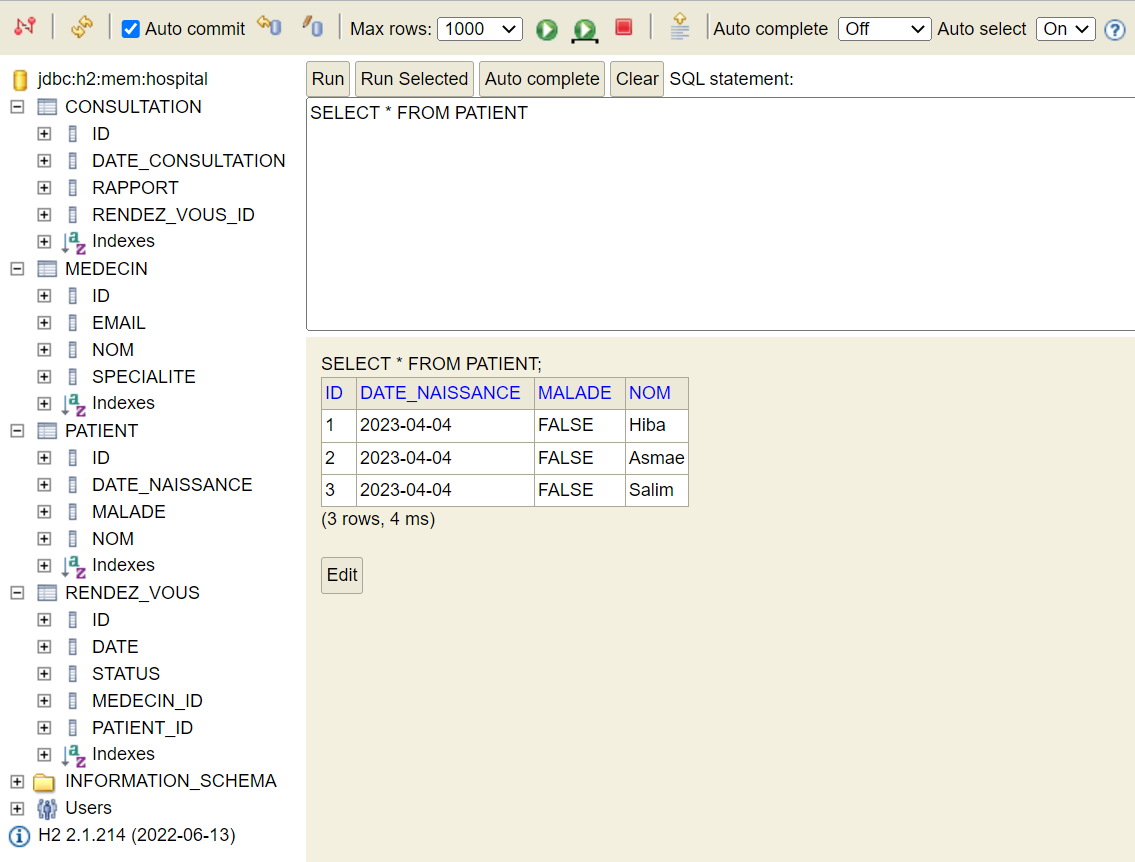 Auto commit Max rows: 1000 Auto complete Off Auto select On
jdbc:h2:mem:hospital
CONSULTATION
ID
DATE_CONSULTATION
RAPPORT
RENDEZ_VOUS_ID
Indexes
MEDECIN
ID
EMAIL
NOM
SPECIALITE
Indexes
PATIENT
ID
DATE_NAISSANCE
MALADE
NOM
Indexes
RENDEZ_VOUS
ID
DATE
STATUS
MEDECIN_ID
PATIENT_ID
Indexes
INFORMATION_SCHEMA
Users
H2 2.1.214 (2022-06-13)
Run Run Selected Auto complete Clear SQL statement:
SELECT * FROM PATIENT
SELECT * FROM PATIENT;
ID DATE_NAISSANCE MALADE NOM
1 2023-04-04 FALSE Hiba
2 2023-04-04 FALSE Asmae
3 2023-04-04 FALSE Salim
(3 rows, 4 ms)
Edit